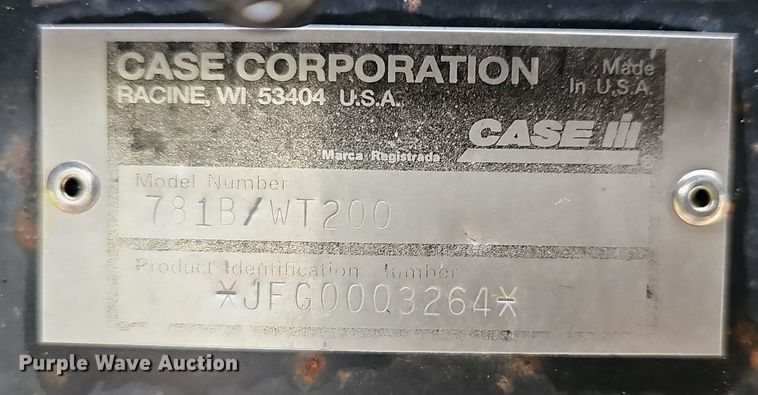 CASE CORPORATION
RACINE, WI 53404 U.S.A.
Made
In U.S.A.
CASE IH
®
Marca Registrada
Model Number
781B/WT200
Product Identification Number
*JFG0003264*
Purple Wave Auction